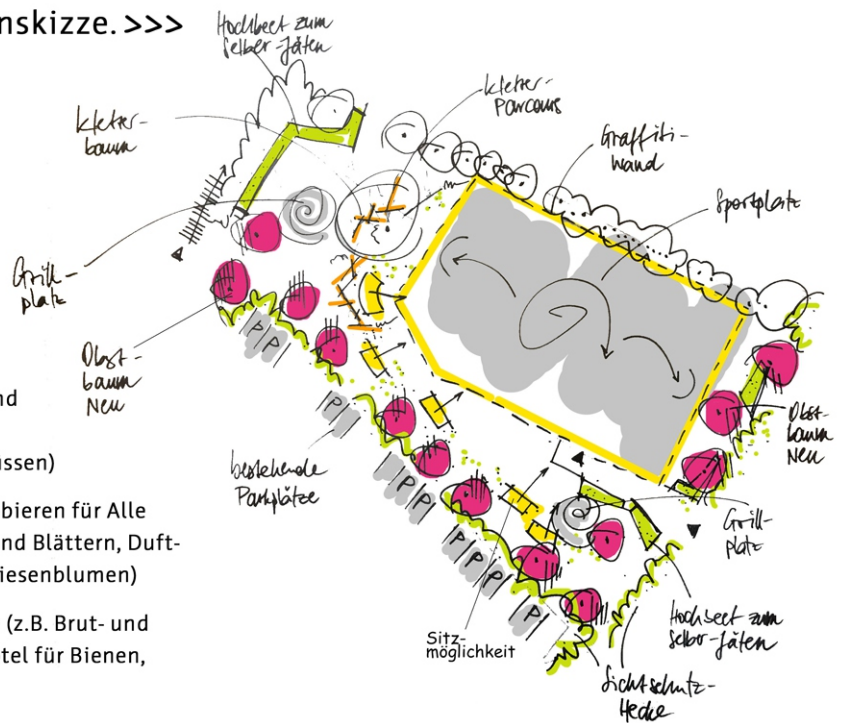 nskizze. >>>
Hochbeet zum
Selber-Jäten
kletter-
Parcours
kletter-
baum
Graffiti-
wand
Sportplatz
Grill-
platz
Obst-
baum
Neu
nd
ussen)
bieren für Alle
nd Blättern, Duft-
iesenblumen)
(z.B. Brut- und
tel für Bienen,
P P
P
bestehende
Parkplätze
P P
P P P
P
Obst-
baum
Neu
Grill-
platz
Sitz-
möglichkeit
Hochbeet zum
Selber-Jäten
Sichtschutz-
Hecke